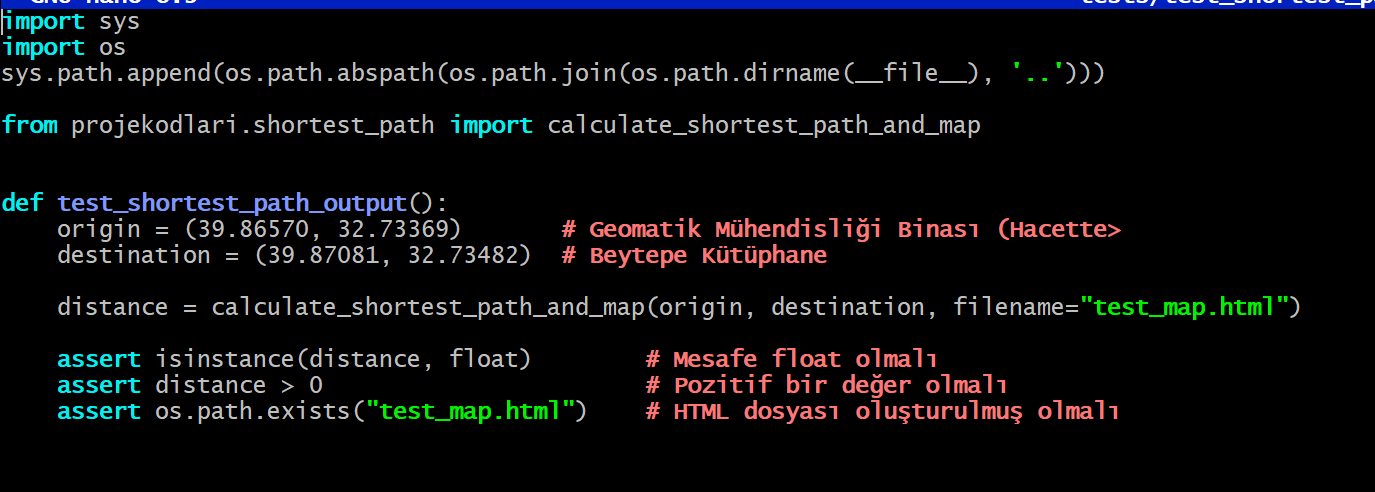 import sys
import os
sys.path.append(os.path.abspath(os.path.join(os.path.dirname(__file__), '..')))
from projekodlari.shortest_path import calculate_shortest_path_and_map
def test_shortest_path_output():
origin = (39.86570, 32.73369) # Geomatik Mühendisliği Binası (Hacette>
destination = (39.87081, 32.73482) # Beytepe Kütüphane
distance = calculate_shortest_path_and_map(origin, destination, filename="test_map.html")
assert isinstance(distance, float) # Mesafe float olmalı
assert distance > 0 # Pozitif bir değer olmalı
assert os.path.exists("test_map.html") # HTML dosyası oluşturulmuş olmalı